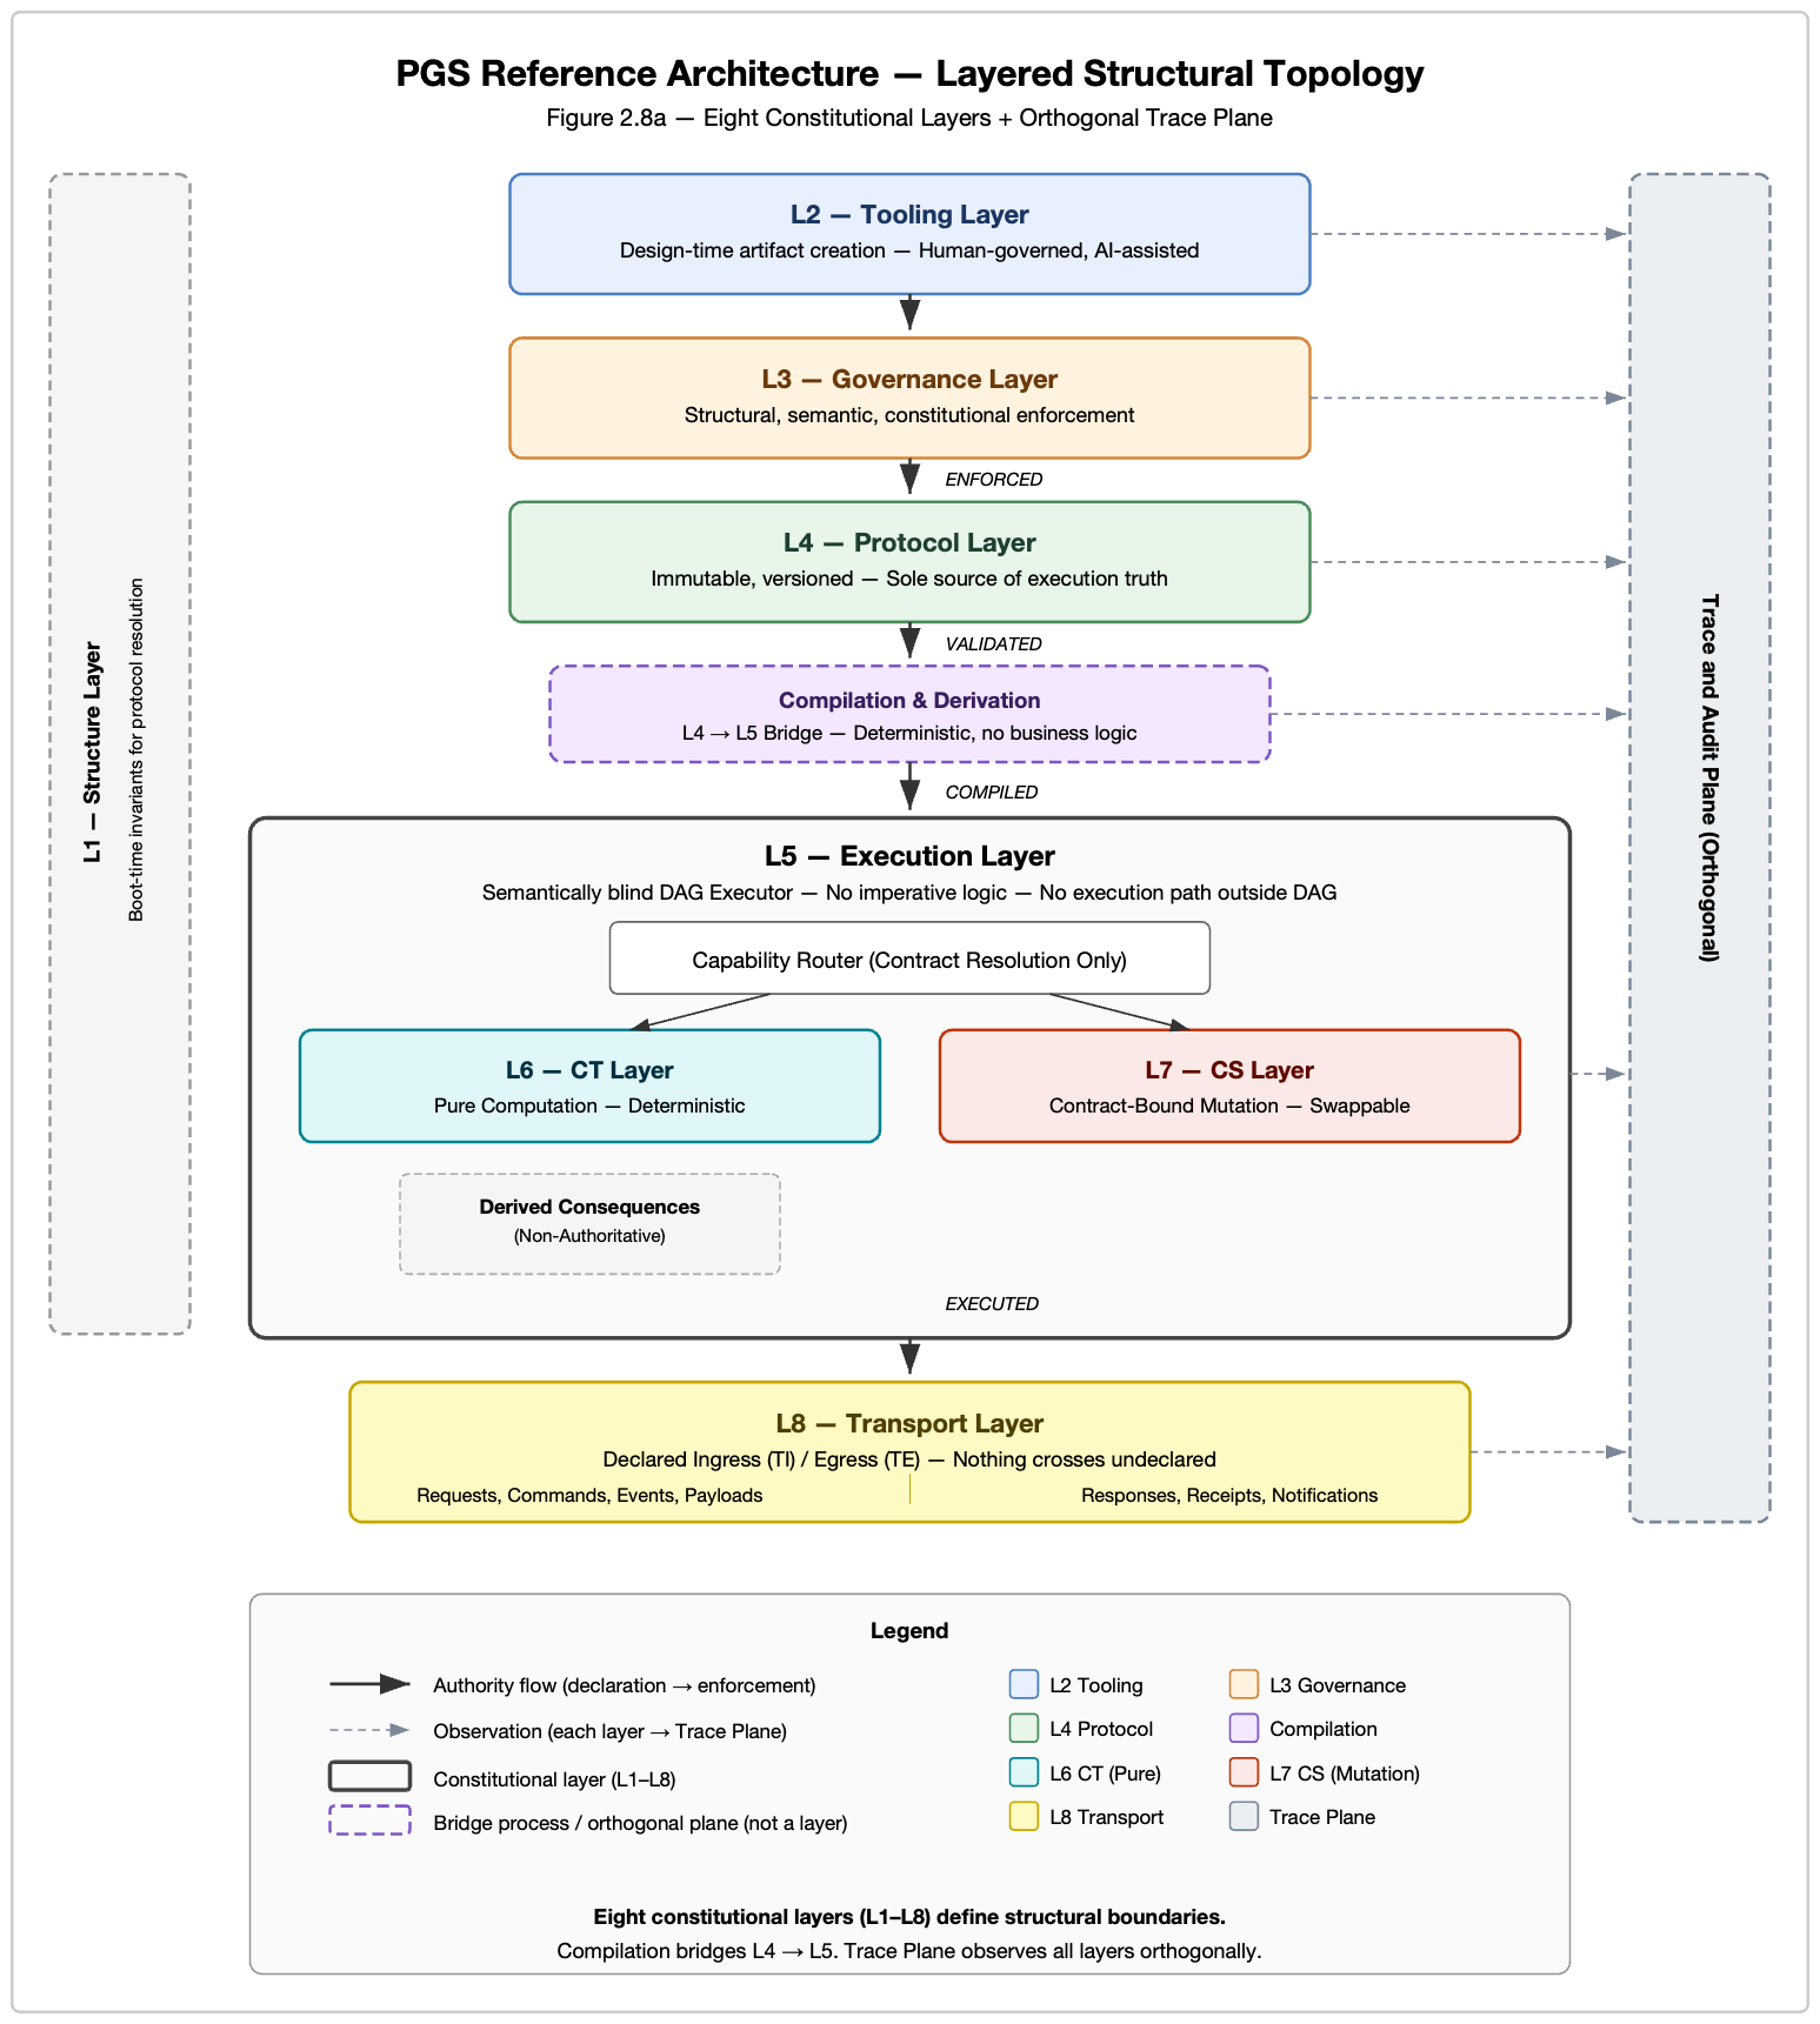 PGS Reference Architecture — Layered Structural Topology
Figure 2.8a — Eight Constitutional Layers + Orthogonal Trace Plane
L1 — Structure Layer
Boot-time invariants for protocol resolution
L2 — Tooling Layer
Design-time artifact creation — Human-governed, AI-assisted
L3 — Governance Layer
Structural, semantic, constitutional enforcement
ENFORCED
L4 — Protocol Layer
Immutable, versioned — Sole source of execution truth
VALIDATED
Compilation & Derivation
L4 → L5 Bridge — Deterministic, no business logic
COMPILED
L5 — Execution Layer
Semantically blind DAG Executor — No imperative logic — No execution path outside DAG
Capability Router (Contract Resolution Only)
L6 — CT Layer
Pure Computation — Deterministic
L7 — CS Layer
Contract-Bound Mutation — Swappable
Derived Consequences
(Non-Authoritative)
EXECUTED
L8 — Transport Layer
Declared Ingress (TI) / Egress (TE) — Nothing crosses undeclared
Requests, Commands, Events, Payloads
Responses, Receipts, Notifications
Trace and Audit Plane (Orthogonal)
Legend
Authority flow (declaration → enforcement)
Observation (each layer → Trace Plane)
Constitutional layer (L1–L8)
Bridge process / orthogonal plane (not a layer)
L2 Tooling
L3 Governance
L4 Protocol
Compilation
L6 CT (Pure)
L7 CS (Mutation)
L8 Transport
Trace Plane
Eight constitutional layers (L1–L8) define structural boundaries.
Compilation bridges L4 → L5. Trace Plane observes all layers orthogonally.